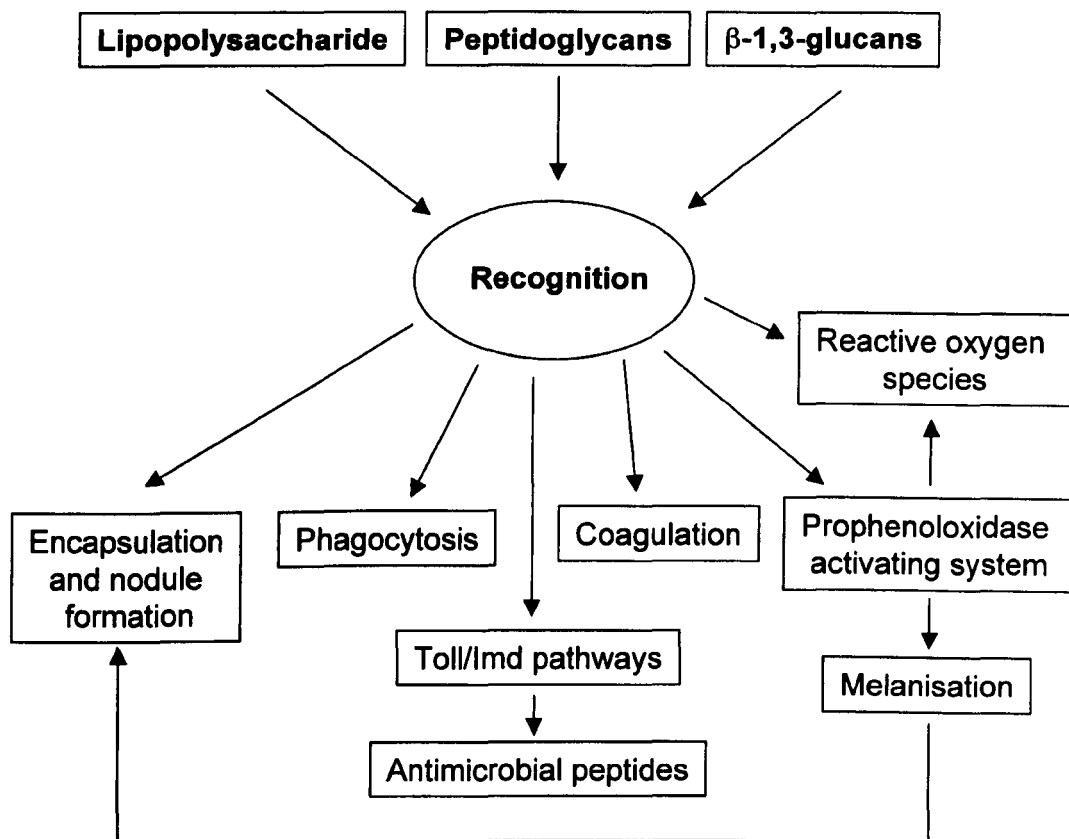 Lipopolysaccharide
Peptidoglycans
β-1,3-glucans
Recognition
Reactive oxygen
species
Encapsulation
and nodule
formation
Phagocytosis
Coagulation
Prophenoloxidase
activating system
Toll/Imd pathways
Melanisation
Antimicrobial peptides